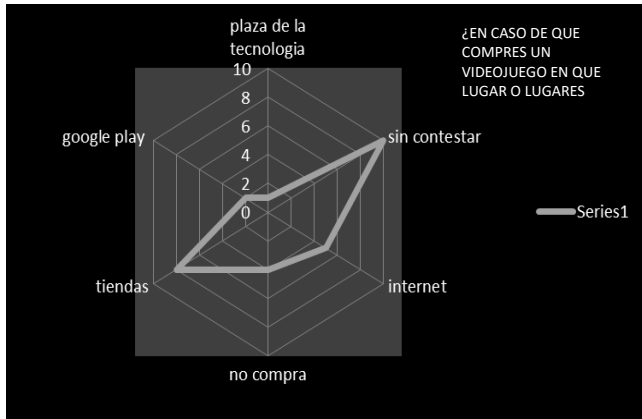 plaza de la
tecnologia
¿EN CASO DE QUE
COMPRES UN
VIDEOJUEGO EN QUE
LUGAR O LUGARES
10
8
6
4
2
0
google play
sin contestar
Series1
tiendas
internet
no compra